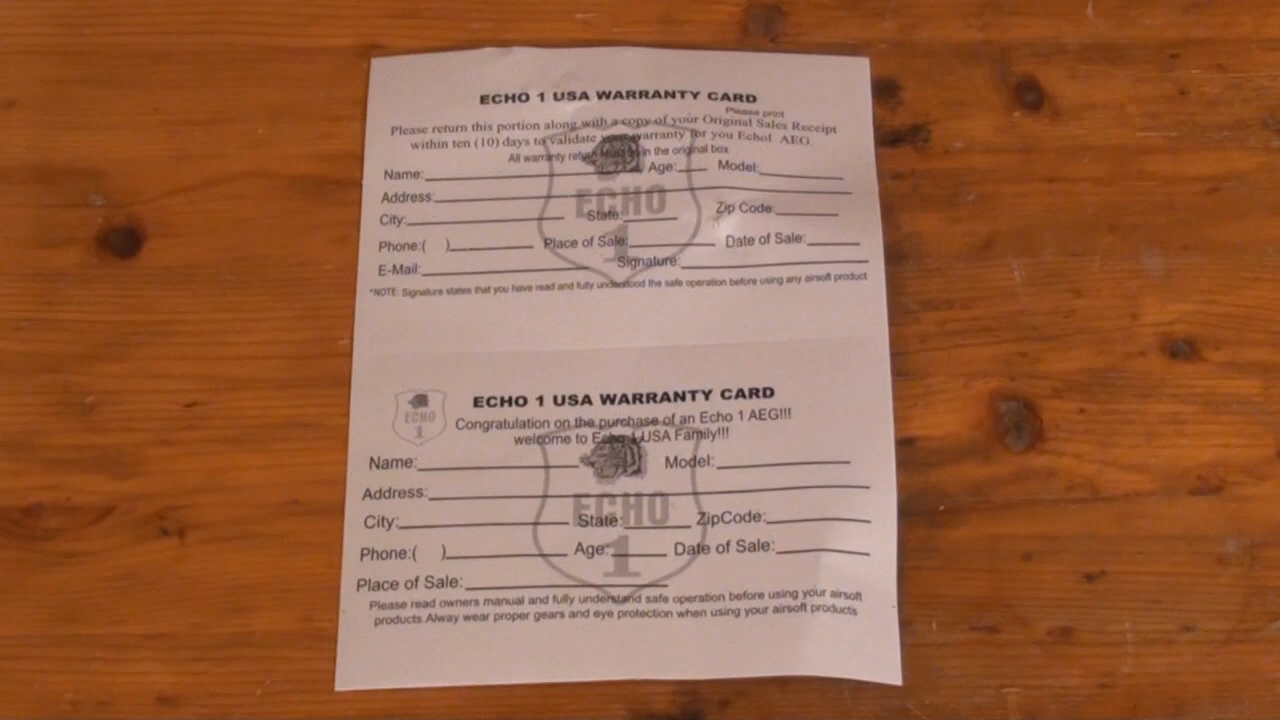 ECHO 1 USA WARRANTY CARD
Please print
Please return this portion along with a copy of your Original Sales Receipt
within ten (10) days to validate your warranty for you Echo1 AEG.
All warranty in the original box
Name: Age: Model:
Address:
City: State: Zip Code:
Phone:( ) Place of Sale: Date of Sale:
E-Mail: Signature:
*NOTE: Signature states that you have read and fully understood the safe operation before using any airsoft product
ECHO
1
ECHO 1 USA WARRANTY CARD
Congratulation on the purchase of an Echo 1 AEG!!!
welcome to Echo 1 USA Family!!!
ECHO
1
Name: Model:
Address:
City: State: ZipCode:
Phone:( ) Age: Date of Sale:
Place of Sale:
ECHO
1
Please read owners manual and fully understand safe operation before using your airsoft
products.Alway wear proper gears and eye protection when using your airsoft products